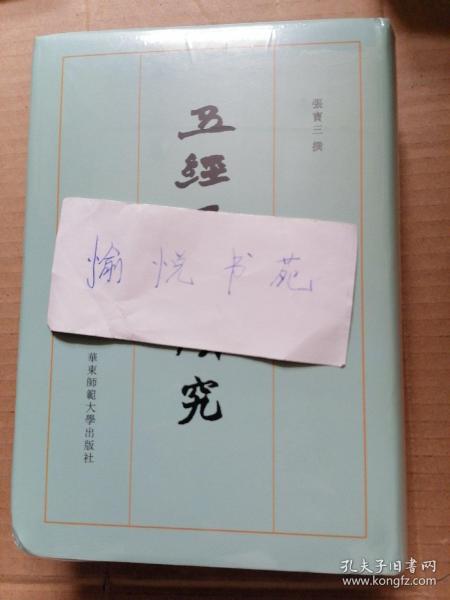 張寶三 撰
五經
究
愉悦书苑
華東師範大學出版社
孔夫子旧书网
www.kongfz.com